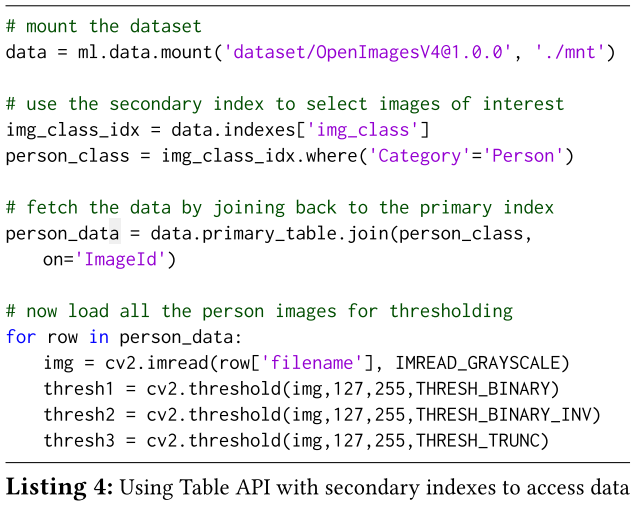 # mount the dataset
data = ml.data.mount('dataset/OpenImagesV4@1.0.0', './mnt')
# use the secondary index to select images of interest
img_class_idx = data.indexes['img_class']
person_class = img_class_idx.where('Category'='Person')
# fetch the data by joining back to the primary index
person_data = data.primary_table.join(person_class,
    on='ImageId')
# now load all the person images for thresholding
for row in person_data:
    img = cv2.imread(row['filename'], IMREAD_GRAYSCALE)
    thresh1 = cv2.threshold(img,127,255,THRESH_BINARY)
    thresh2 = cv2.threshold(img,127,255,THRESH_BINARY_INV)
    thresh3 = cv2.threshold(img,127,255,THRESH_TRUNC)
Listing 4: Using Table API with secondary indexes to access data